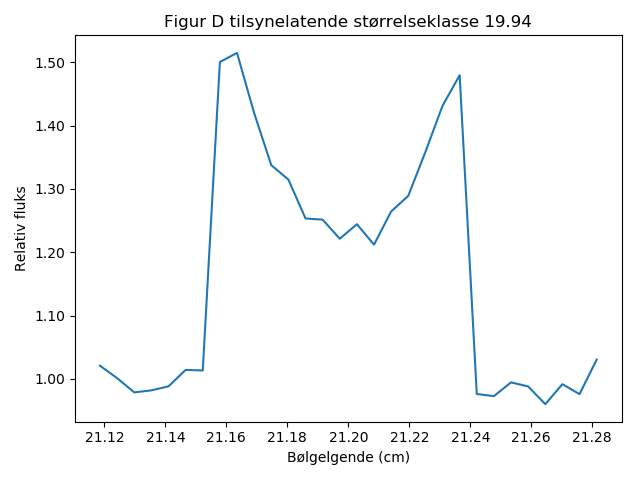 Figur D tilsynelatende størrelseklasse 19.94
1.50
1.40
1.30
1.20
1.10
1.00
Relativ fluks
21.12 21.14 21.16 21.18 21.20 21.22 21.24 21.26 21.28
Bølgelgende (cm)